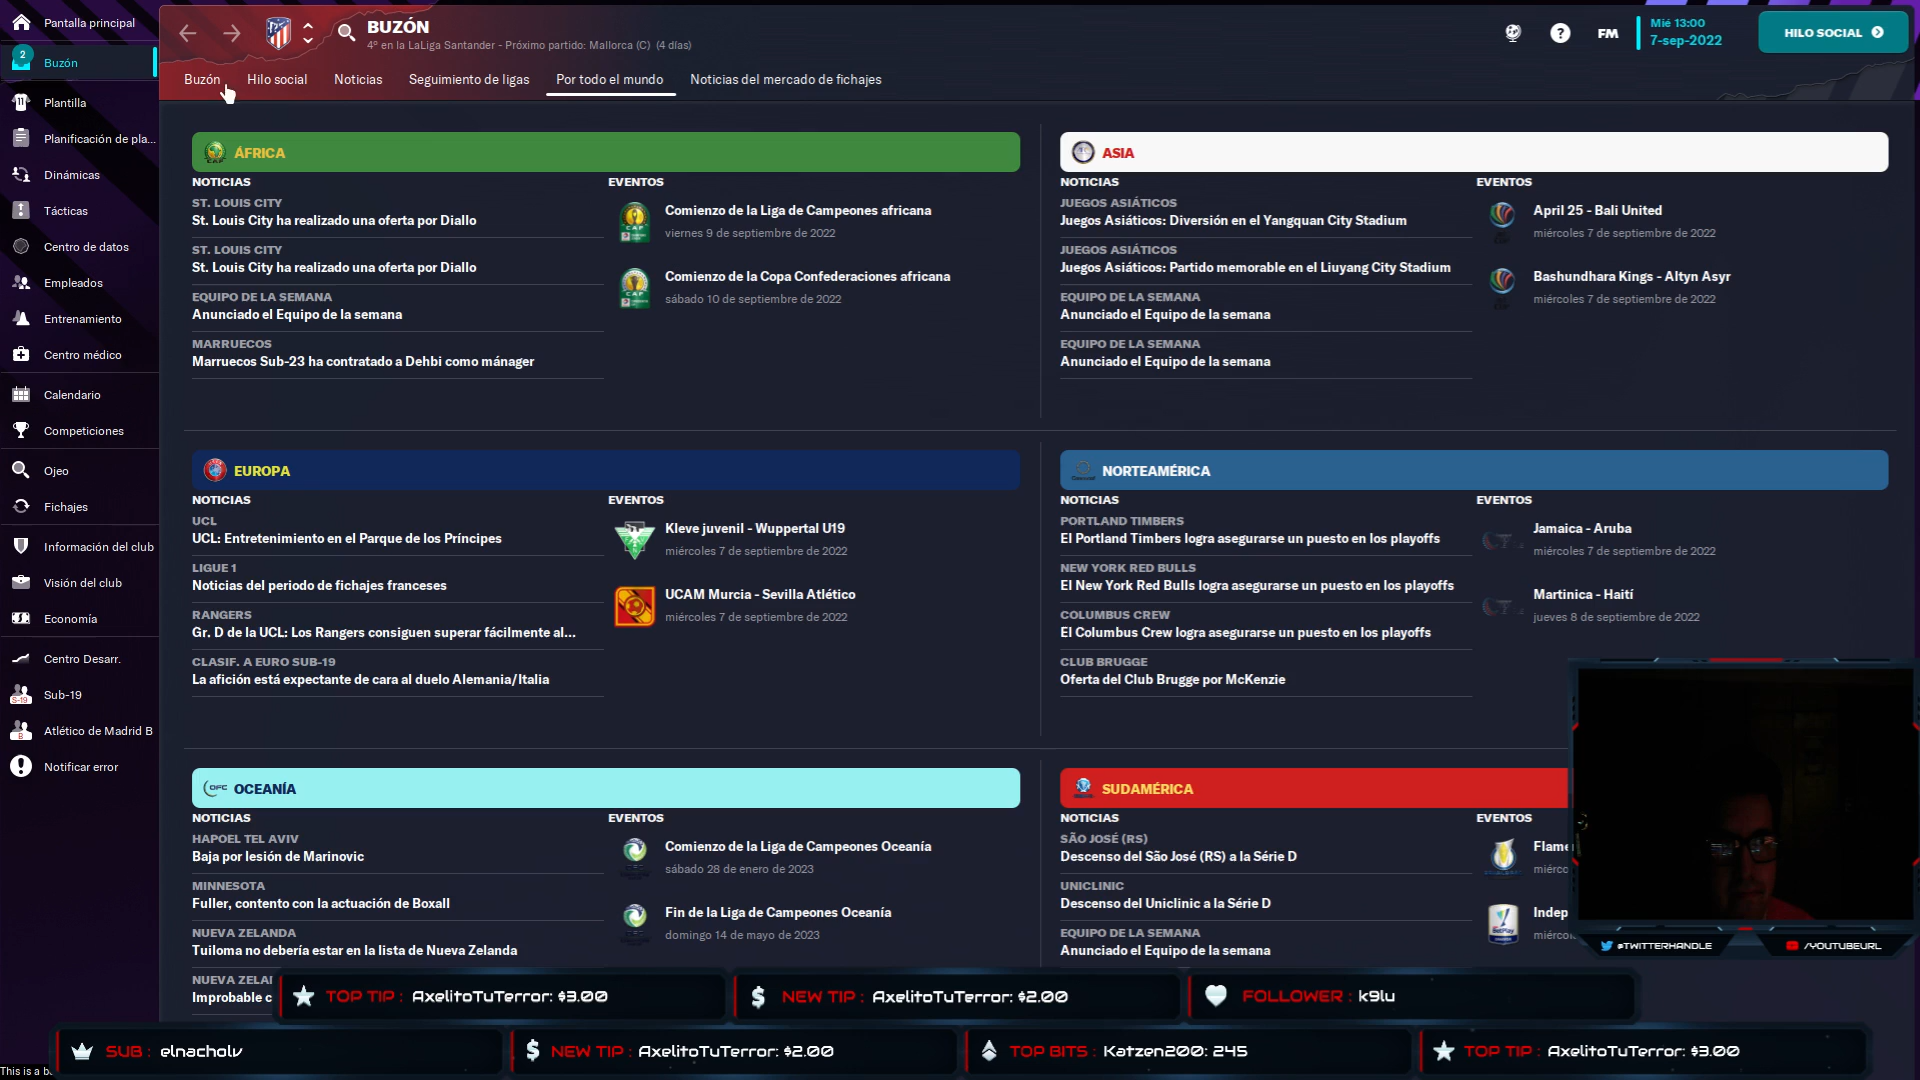 Pantalla principal
2
Buzón
Plantilla
Planificación de pla...
Dinámicas
Tácticas
Centro de datos
Empleados
Entrenamiento
Centro médico
Calendario
Competiciones
Ojeo
Fichajes
Información del club
Visión del club
Economía
Centro Desarr.
Sub-19
Atlético de Madrid B
Notificar error
BUZÓN
4º en la LaLiga Santander - Próximo partido: Mallorca (C) (4 días)
FM
Mié 13:00
7-sep-2022
HILO SOCIAL
Buzón
Hilo social
Noticias
Seguimiento de ligas
Por todo el mundo
Noticias del mercado de fichajes
ÁFRICA
NOTICIAS
ST. LOUIS CITY
St. Louis City ha realizado una oferta por Diallo
ST. LOUIS CITY
St. Louis City ha realizado una oferta por Diallo
EQUIPO DE LA SEMANA
Anunciado el Equipo de la semana
MARRUECOS
Marruecos Sub-23 ha contratado a Dehbi como mánager
EVENTOS
Comienzo de la Liga de Campeones africana
viernes 9 de septiembre de 2022
Comienzo de la Copa Confederaciones africana
sábado 10 de septiembre de 2022
ASIA
NOTICIAS
JUEGOS ASIÁTICOS
Juegos Asiáticos: Diversión en el Yangquan City Stadium
JUEGOS ASIÁTICOS
Juegos Asiáticos: Partido memorable en el Liuyang City Stadium
EQUIPO DE LA SEMANA
Anunciado el Equipo de la semana
EQUIPO DE LA SEMANA
Anunciado el Equipo de la semana
EVENTOS
April 25 - Bali United
miércoles 7 de septiembre de 2022
Bashundhara Kings - Altyn Asyr
miércoles 7 de septiembre de 2022
EUROPA
NOTICIAS
UCL
UCL: Entretenimiento en el Parque de los Príncipes
LIGUE 1
Noticias del periodo de fichajes franceses
RANGERS
Gr. D de la UCL: Los Rangers consiguen superar fácilmente al...
CLASIF. A EURO SUB-19
La afición está expectante de cara al duelo Alemania/Italia
EVENTOS
Kleve juvenil - Wuppertal U19
miércoles 7 de septiembre de 2022
UCAM Murcia - Sevilla Atlético
miércoles 7 de septiembre de 2022
NORTEAMÉRICA
NOTICIAS
PORTLAND TIMBERS
El Portland Timbers logra asegurarse un puesto en los playoffs
NEW YORK RED BULLS
El New York Red Bulls logra asegurarse un puesto en los playoffs
COLUMBUS CREW
El Columbus Crew logra asegurarse un puesto en los playoffs
CLUB BRUGGE
Oferta del Club Brugge por McKenzie
EVENTOS
Jamaica - Aruba
miércoles 7 de septiembre de 2022
Martinica - Haití
jueves 8 de septiembre de 2022
OCEANÍA
NOTICIAS
HAPOEL TEL AVIV
Baja por lesión de Marinovic
MINNESOTA
Fuller, contento con la actuación de Boxall
NUEVA ZELANDA
Tuiloma no debería estar en la lista de Nueva Zelanda
NUEVA ZELA
Improbable c
EVENTOS
Comienzo de la Liga de Campeones Oceanía
sábado 28 de enero de 2023
Fin de la Liga de Campeones Oceanía
domingo 14 de mayo de 2023
SUDAMÉRICA
NOTICIAS
SÃO JOSÉ (RS)
Descenso del São José (RS) a la Série D
UNICLINIC
Descenso del Uniclinic a la Série D
EQUIPO DE LA SEMANA
Anunciado el Equipo de la semana
EVENTOS
Flame
mierco
Indep
miérco
@TWITTERHANDLE
/YOUTUBEURL
TOP TIP : AxelitoTuTerror: $3.00
NEW TIP : AxelitoTuTerror: $2.00
FOLLOWER : k9lu
SUB : elnacholv
NEW TIP : AxelitoTuTerror: $2.00
TOP BITS : Katzen200: 245
TOP TIP : AxelitoTuTerror: $3.00
This is a b